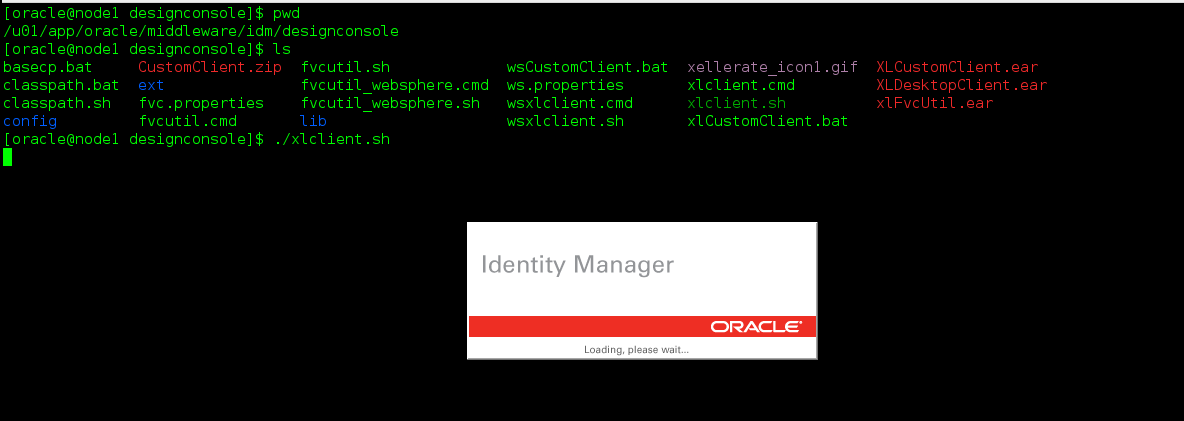 [oracle@node1 designconsole]$ pwd
/u01/app/oracle/middleware/idm/designconsole
[oracle@node1 designconsole]$ ls
basecp.bat CustomClient.zip fvcutil.sh wsCustomClient.bat xellerate_icon1.gif XLCustomClient.ear
classpath.bat ext fvcutil_websphere.cmd ws.properties xlclient.cmd XLDesktopClient.ear
classpath.sh fvc.properties fvcutil_websphere.sh wsxlclient.cmd xlclient.sh xlFvcUtil.ear
config fvcutil.cmd lib wsxlclient.sh xlCustomClient.bat
[oracle@node1 designconsole]$ ./xlclient.sh
Identity Manager
ORACLE
Loading, please wait...